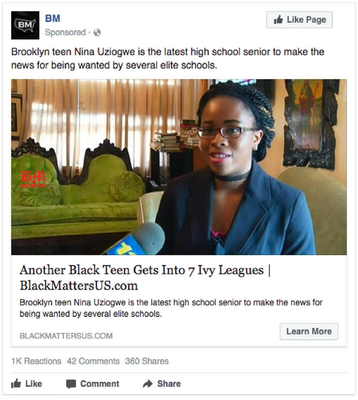 BM
BM
Like Page
Sponsored ·
Brooklyn teen Nina Uziogwe is the latest high school senior to make the
news for being wanted by several elite schools.
BM
Another Black Teen Gets Into 7 Ivy Leagues |
BlackMattersUS.com
Brooklyn teen Nina Uziogwe is the latest high school senior to make the news for
being wanted by several elite schools.
BLACKMATTERSUS.COM
Learn More
1K Reactions 42 Comments 360 Shares
Like Comment Share